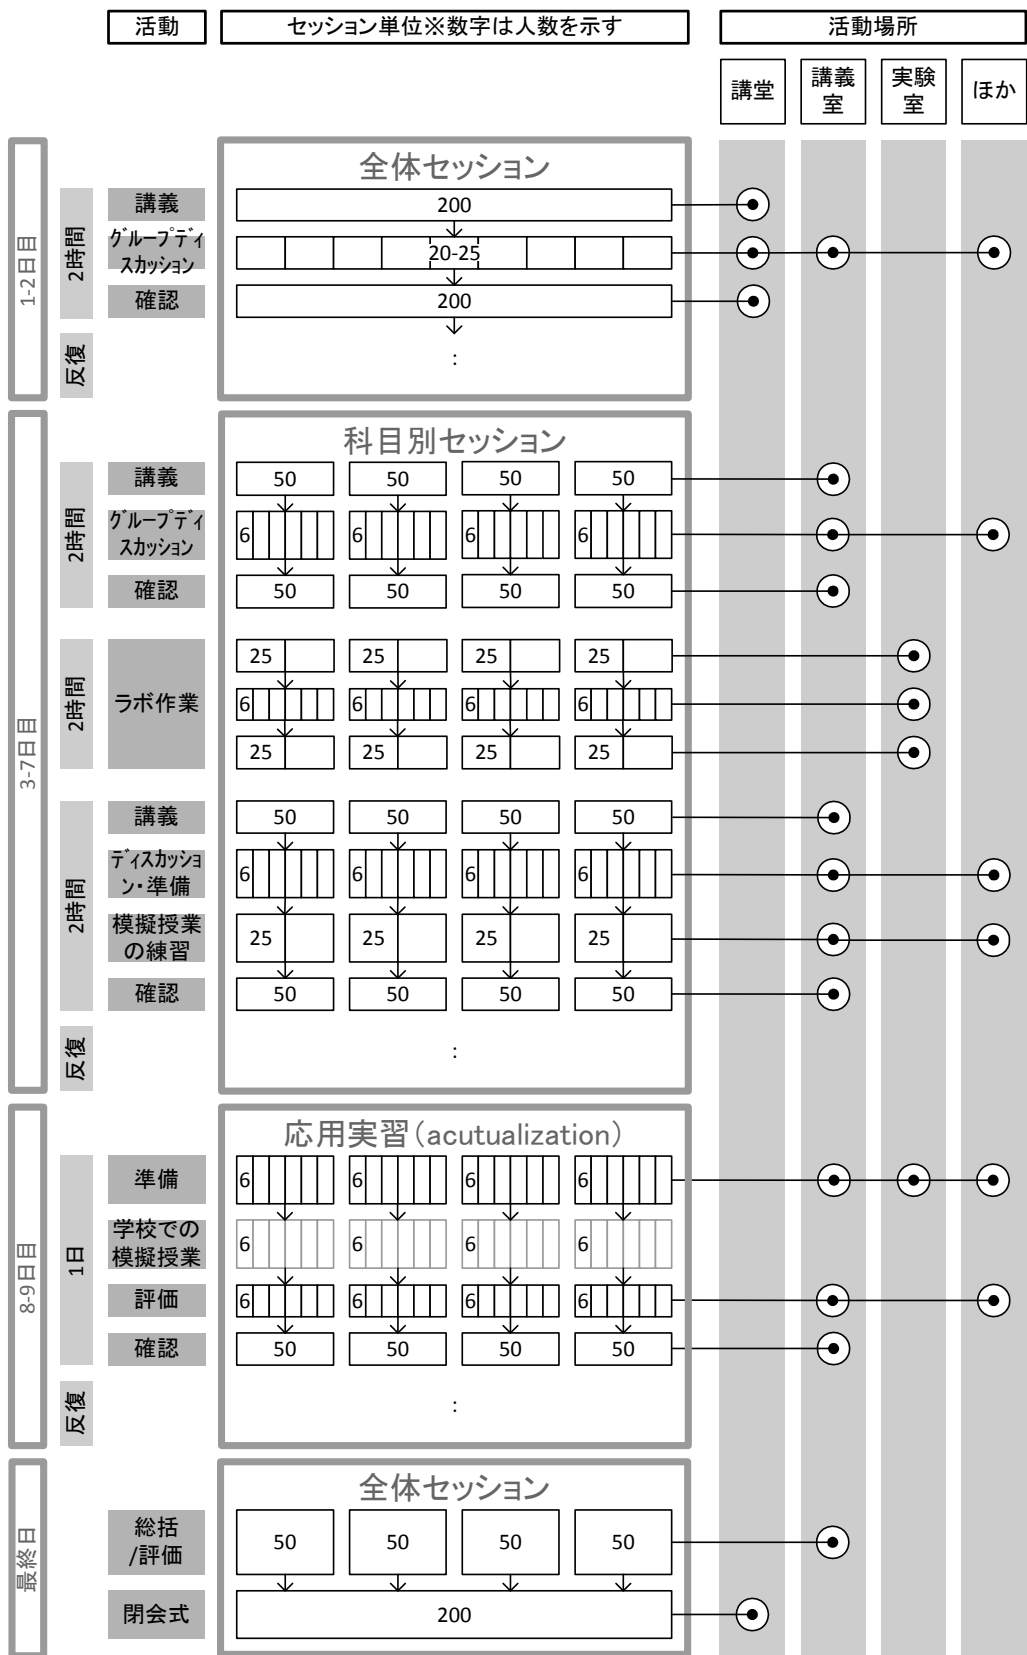 活動 セッション単位※数字は人数を示す 活動場所
講堂 講義室 実験室 ほか
1-2日目
全体セッション
2時間
講義 200
グループディスカッション 20-25
確認 200
反復 :
3-7日目
科目別セッション
2時間
講義 50 50 50 50
グループディスカッション 6 6 6 6
確認 50 50 50 50
2時間
ラボ作業
25 25 25 25
6 6 6 6
25 25 25 25
2時間
講義 50 50 50 50
ディスカッション・準備 6 6 6 6
模擬授業の練習 25 25 25 25
確認 50 50 50 50
反復 :
8-9日目
応用実習(acutualization)
1日
準備 6 6 6 6
学校での模擬授業 6 6 6 6
評価 6 6 6 6
確認 50 50 50 50
反復 :
最終日
全体セッション
総括/評価 50 50 50 50
閉会式 200